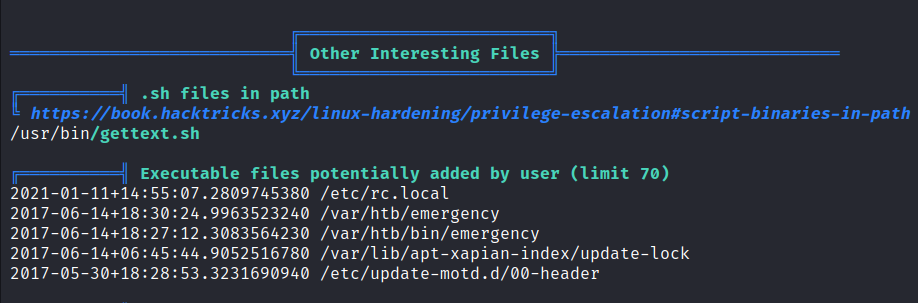 Other Interesting Files
.sh files in path
https://book.hacktricks.xyz/linux-hardening/privilege-escalation#script-binaries-in-path
/usr/bin/gettext.sh
Executable files potentially added by user (limit 70)
2021-01-11+14:55:07.2809745380 /etc/rc.local
2017-06-14+18:30:24.9963523240 /var/htb/emergency
2017-06-14+18:27:12.3083564230 /var/htb/bin/emergency
2017-06-14+06:45:44.9052516780 /var/lib/apt-xapian-index/update-lock
2017-05-30+18:28:53.3231690940 /etc/update-motd.d/00-header